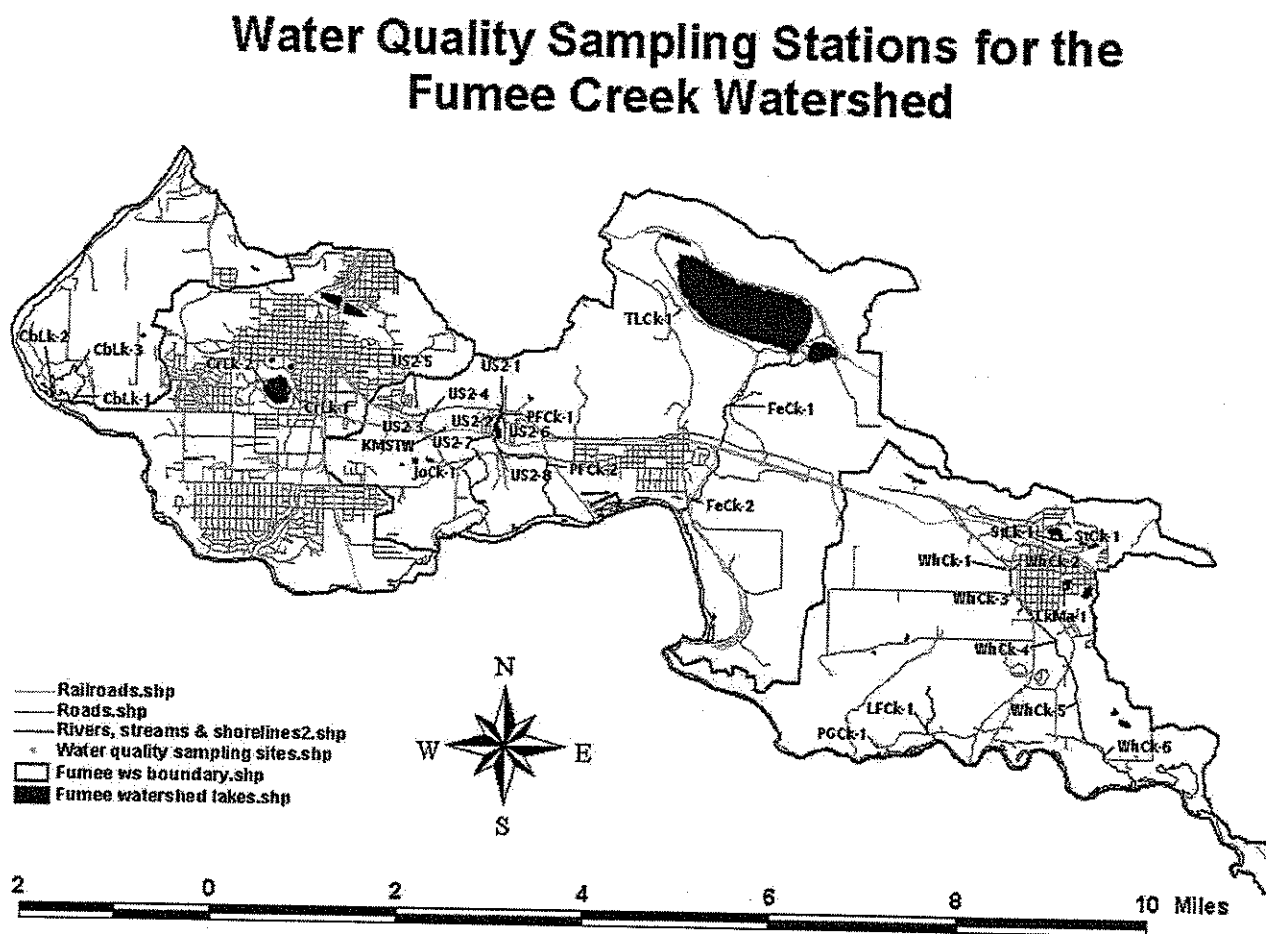 Water Quality Sampling Stations for the
Fumee Creek Watershed
CbLk-2
CbLk-3
CbLk-1
CrLk-2
CrLk-1
US2-5
US2-1
US2-4
US2-3
US2-2
PFCk-1
US2-6
KMSTW
US2-7
JoCk-1
US2-8
PFCk-2
TLCk-1
FeCk-1
FeCk-2
StCk-1
WhCk-1
WhCk-2
WhCk-3
LkMa-1
WhCk-4
WhCk-5
LFCk-1
PGCk-1
WhCk-6
Railroads.shp
Roads.shp
Rivers, streams & shorelines2.shp
Water quality sampling sites.shp
Fumee ws boundary.shp
Fumee watershed lakes.shp
N
W
E
S
2 0 2 4 6 8 10 Miles